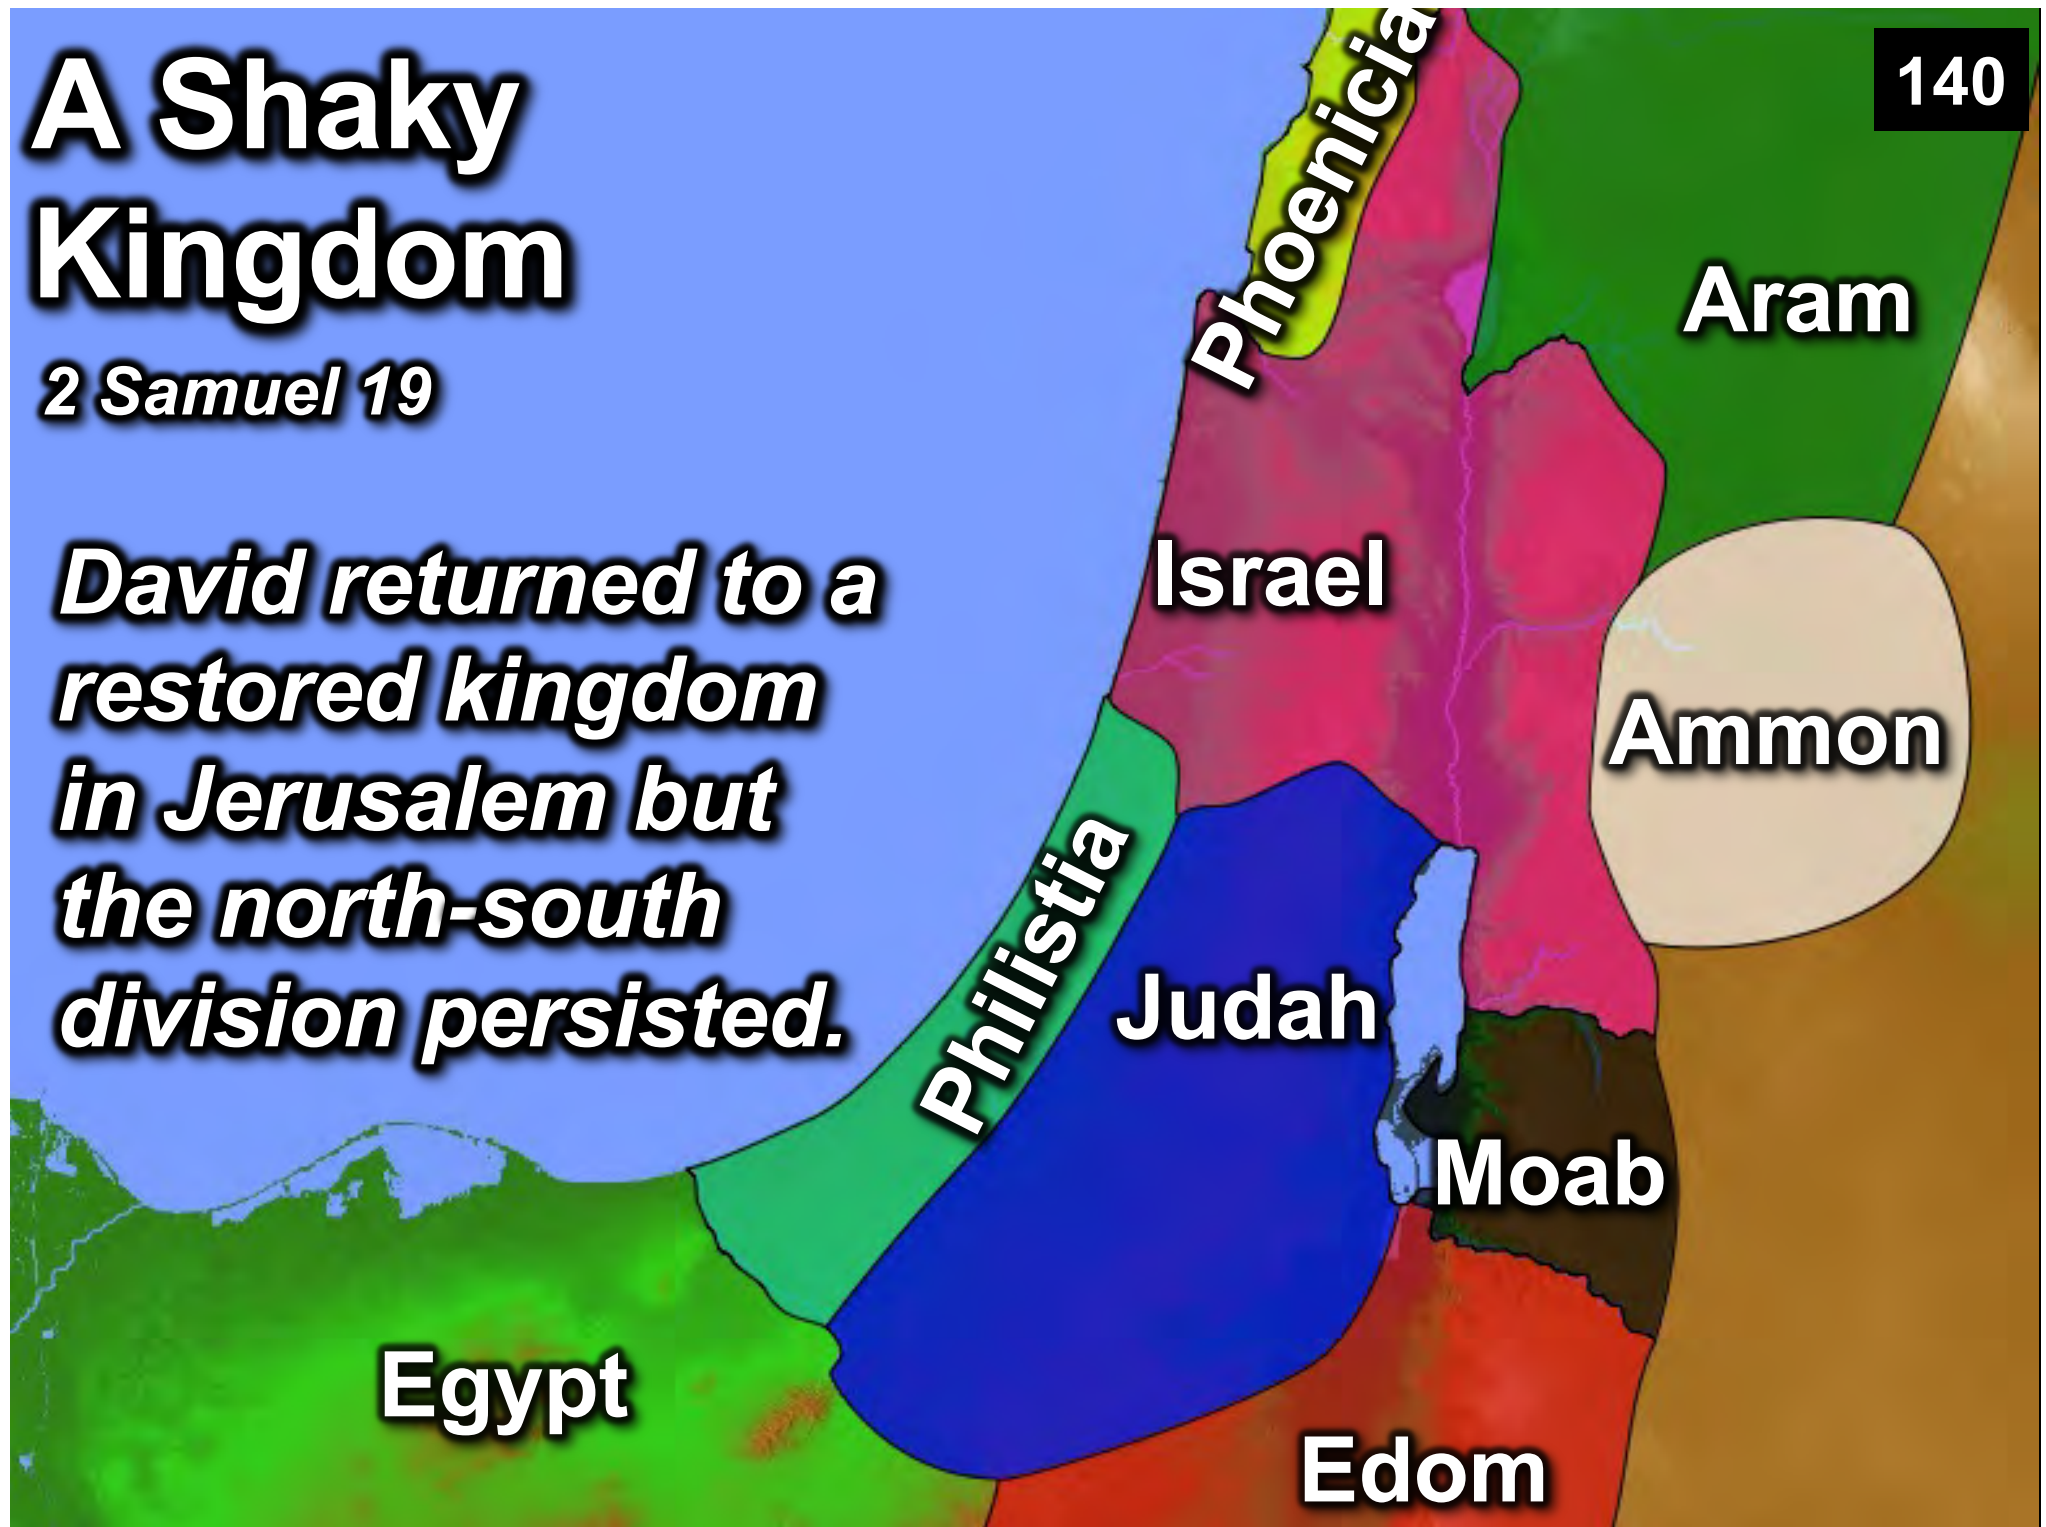 A Shaky
Kingdom
2 Samuel 19
140
David returned to a
restored kingdom
in Jerusalem but
the north-south
division persisted.
Phoenicia
Aram
Israel
Ammon
Philistia
Judah
Moab
Egypt
Edom